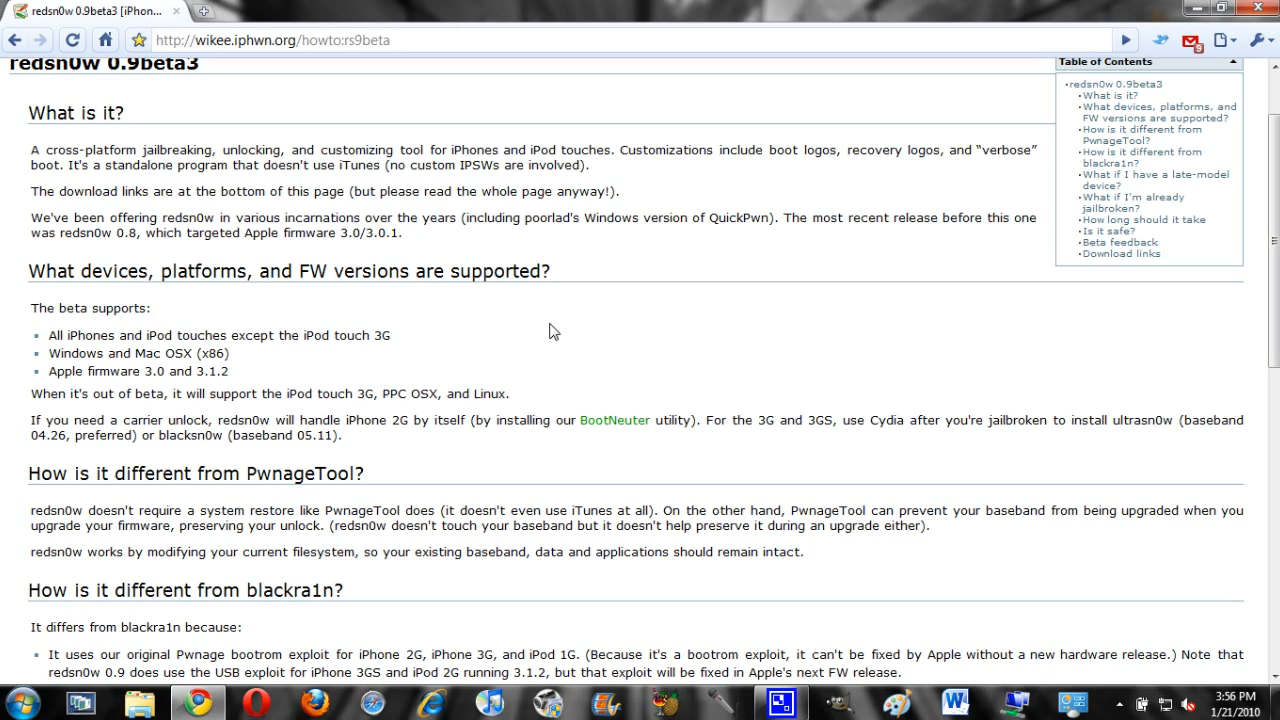 redsn0w 0.9beta3 [iPhon...
http://wikee.iphwn.org/howto:rs9beta
9
redsn0w 0.9beta3
Table of Contents
redsn0w 0.9beta3
What is it?
What devices, platforms, and
FW versions are supported?
How is it different from
PwnageTool?
How is it different from
blackra1n?
What if I have a late-model
device?
What if I'm already
jailbroken?
How long should it take
Is it safe?
Beta feedback
Download links
What is it?
A cross-platform jailbreaking, unlocking, and customizing tool for iPhones and iPod touches. Customizations include boot logos, recovery logos, and “verbose”
boot. It's a standalone program that doesn't use iTunes (no custom IPSWs are involved).
The download links are at the bottom of this page (but please read the whole page anyway!).
We've been offering redsn0w in various incarnations over the years (including poorlad's Windows version of QuickPwn). The most recent release before this one
was redsn0w 0.8, which targeted Apple firmware 3.0/3.0.1.
What devices, platforms, and FW versions are supported?
The beta supports:
All iPhones and iPod touches except the iPod touch 3G
Windows and Mac OSX (x86)
Apple firmware 3.0 and 3.1.2
When it's out of beta, it will support the iPod touch 3G, PPC OSX, and Linux.
If you need a carrier unlock, redsn0w will handle iPhone 2G by itself (by installing our BootNeuter utility). For the 3G and 3GS, use Cydia after you're jailbroken to install ultrasn0w (baseband
04.26, preferred) or blacksn0w (baseband 05.11).
How is it different from PwnageTool?
redsn0w doesn't require a system restore like PwnageTool does (it doesn't even use iTunes at all). On the other hand, PwnageTool can prevent your baseband from being upgraded when you
upgrade your firmware, preserving your unlock. (redsn0w doesn't touch your baseband but it doesn't help preserve it during an upgrade either).
redsn0w works by modifying your current filesystem, so your existing baseband, data and applications should remain intact.
How is it different from blackra1n?
It differs from blackra1n because:
It uses our original Pwnage bootrom exploit for iPhone 2G, iPhone 3G, and iPod 1G. (Because it's a bootrom exploit, it can't be fixed by Apple without a new hardware release.) Note that
redsn0w 0.9 does use the USB exploit for iPhone 3GS and iPod 2G running 3.1.2, but that exploit will be fixed in Apple's next FW release.
3:56 PM
1/21/2010